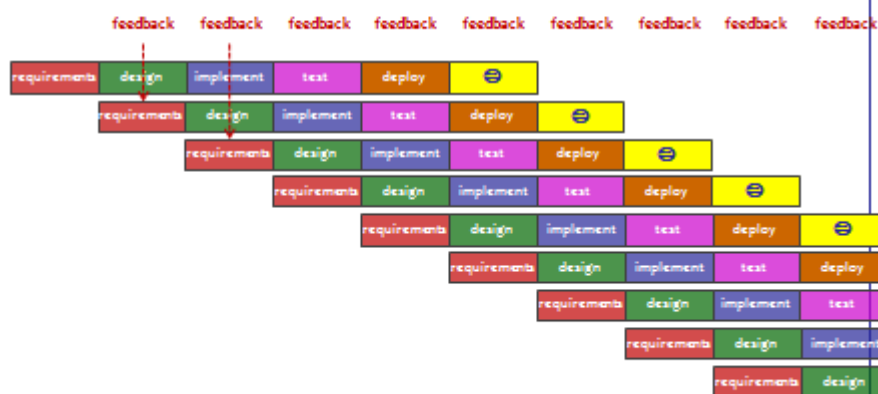 feedback feedback feedback feedback feedback feedback feedback feedback feedback
requirements design implement test deploy
requirements design implement test deploy
requirements design implement test deploy
requirements design implement test deploy
requirements design implement test deploy
requirements design implement test deploy
requirements design implement test
requirements design implement
requirements design